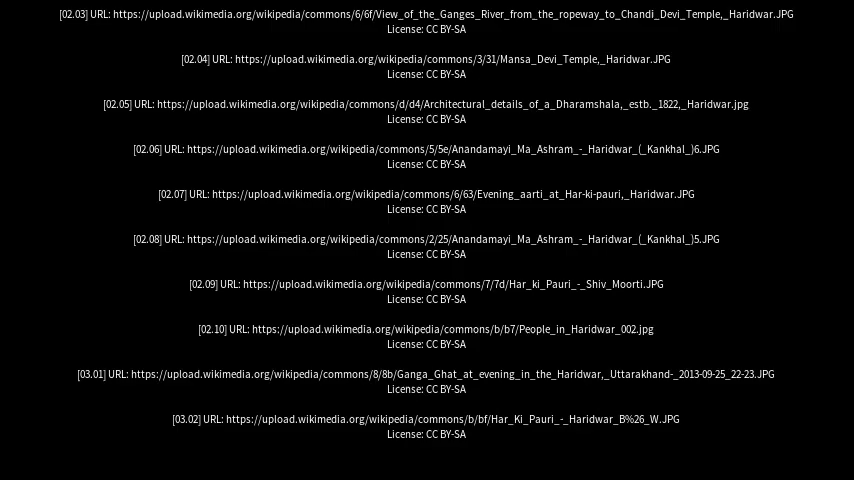 [02.03] URL: https://upload.wikimedia.org/wikipedia/commons/6/6f/View_of_the_Ganges_River_from_the_ropeway_to_Chandi_Devi_Temple,_Haridwar.JPG
License: CC BY-SA
[02.04] URL: https://upload.wikimedia.org/wikipedia/commons/3/31/Mansa_Devi_Temple,_Haridwar.JPG
License: CC BY-SA
[02.05] URL: https://upload.wikimedia.org/wikipedia/commons/d/d4/Architectural_details_of_a_Dharamshala,_estb._1822,_Haridwar.jpg
License: CC BY-SA
[02.06] URL: https://upload.wikimedia.org/wikipedia/commons/5/5e/Anandamayi_Ma_Ashram_-_Haridwar_(_Kankhal_)6.JPG
License: CC BY-SA
[02.07] URL: https://upload.wikimedia.org/wikipedia/commons/6/63/Evening_aarti_at_Har-ki-pauri,_Haridwar.JPG
License: CC BY-SA
[02.08] URL: https://upload.wikimedia.org/wikipedia/commons/2/25/Anandamayi_Ma_Ashram_-_Haridwar_(_Kankhal_)5.JPG
License: CC BY-SA
[02.09] URL: https://upload.wikimedia.org/wikipedia/commons/7/7d/Har_ki_Pauri_-_Shiv_Moorti.JPG
License: CC BY-SA
[02.10] URL: https://upload.wikimedia.org/wikipedia/commons/b/b7/People_in_Haridwar_002.jpg
License: CC BY-SA
[03.01] URL: https://upload.wikimedia.org/wikipedia/commons/8/8b/Ganga_Ghat_at_evening_in_the_Haridwar,_Uttarakhand-_2013-09-25_22-23.JPG
License: CC BY-SA
[03.02] URL: https://upload.wikimedia.org/wikipedia/commons/b/bf/Har_Ki_Pauri_-_Haridwar_B%26_W.JPG
License: CC BY-SA